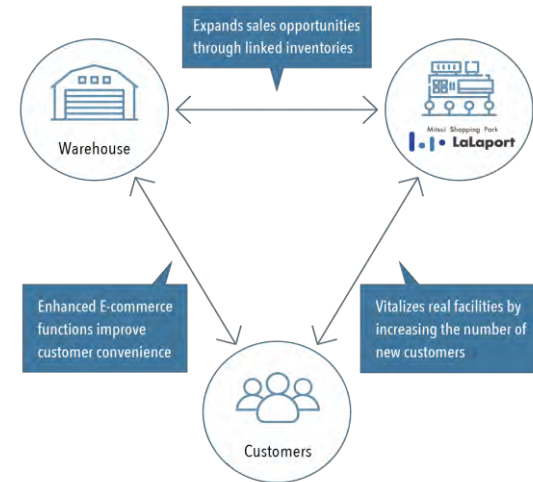 Expands sales opportunities
through linked inventories
Warehouse
Mitsui Shopping Park
LaLaport
Enhanced E-commerce
functions improve
customer convenience
Vitalizes real facilities by
increasing the number of
new customers
Customers